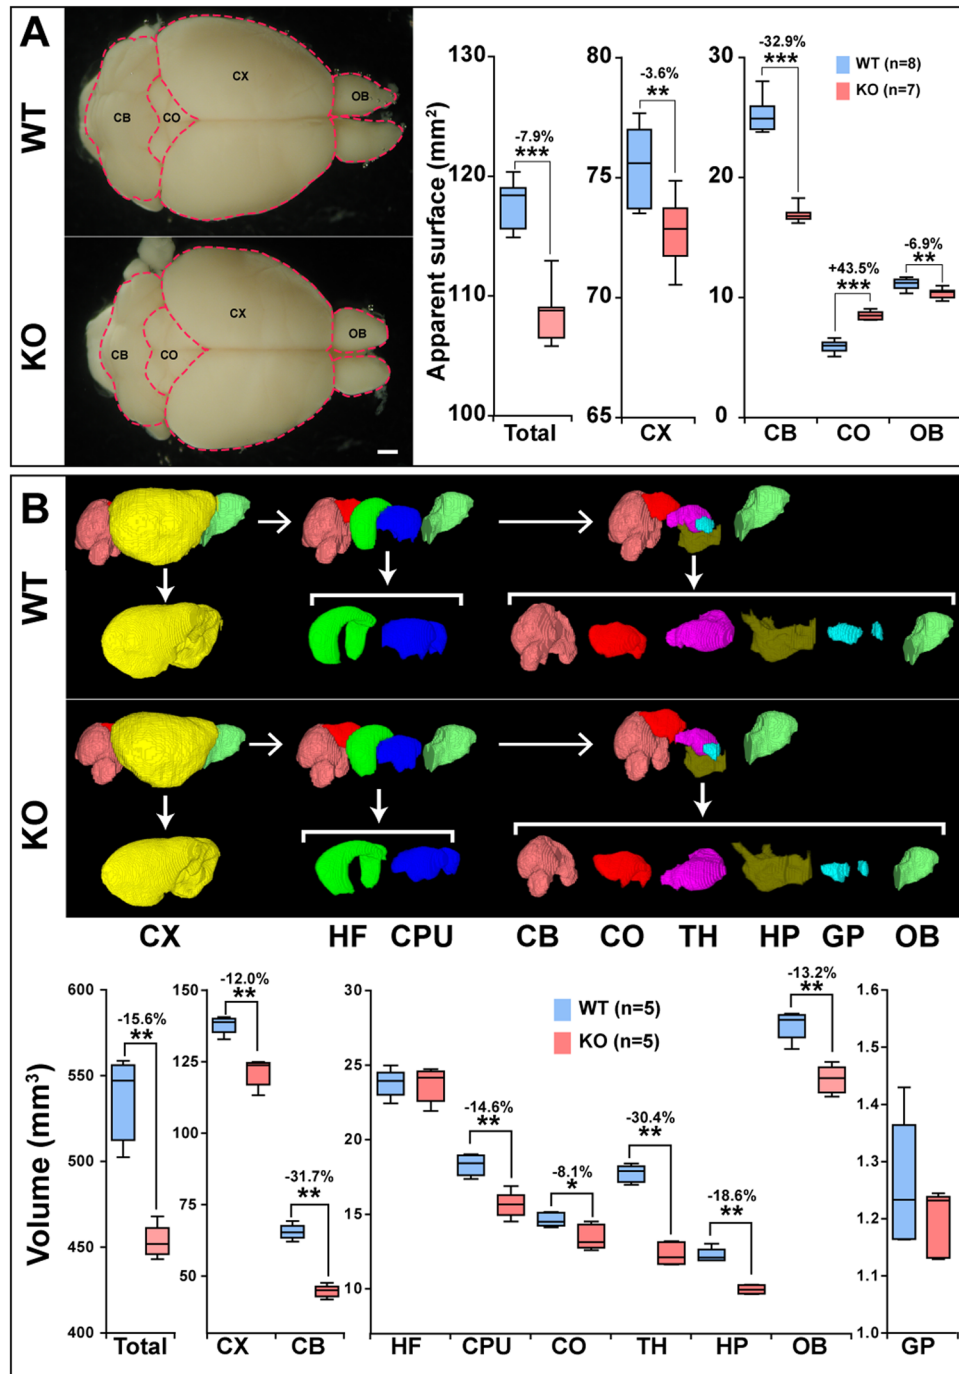 A
WT
CX
CB
CO
OB
KO
CX
CB
CO
OB
Apparent surface (mm²)
130
120
110
100
-7.9%
***
Total
80
75
70
65
-3.6%
**
CX
30
20
10
0
-32.9%
***
+43.5%
***
-6.9%
**
CB CO OB
WT (n=8)
KO (n=7)
B
WT
KO
CX HF CPU CB CO TH HP GP OB
Volume (mm³)
600
550
500
450
400
-15.6%
**
Total
150
125
100
75
50
-12.0%
**
-31.7%
**
CX CB
30
25
20
15
10
WT (n=5)
KO (n=5)
-14.6%
**
-8.1%
*
-30.4%
**
-18.6%
**
-13.2%
**
HF CPU CO TH HP OB
1.6
1.5
1.4
1.3
1.2
1.1
1.0
GP